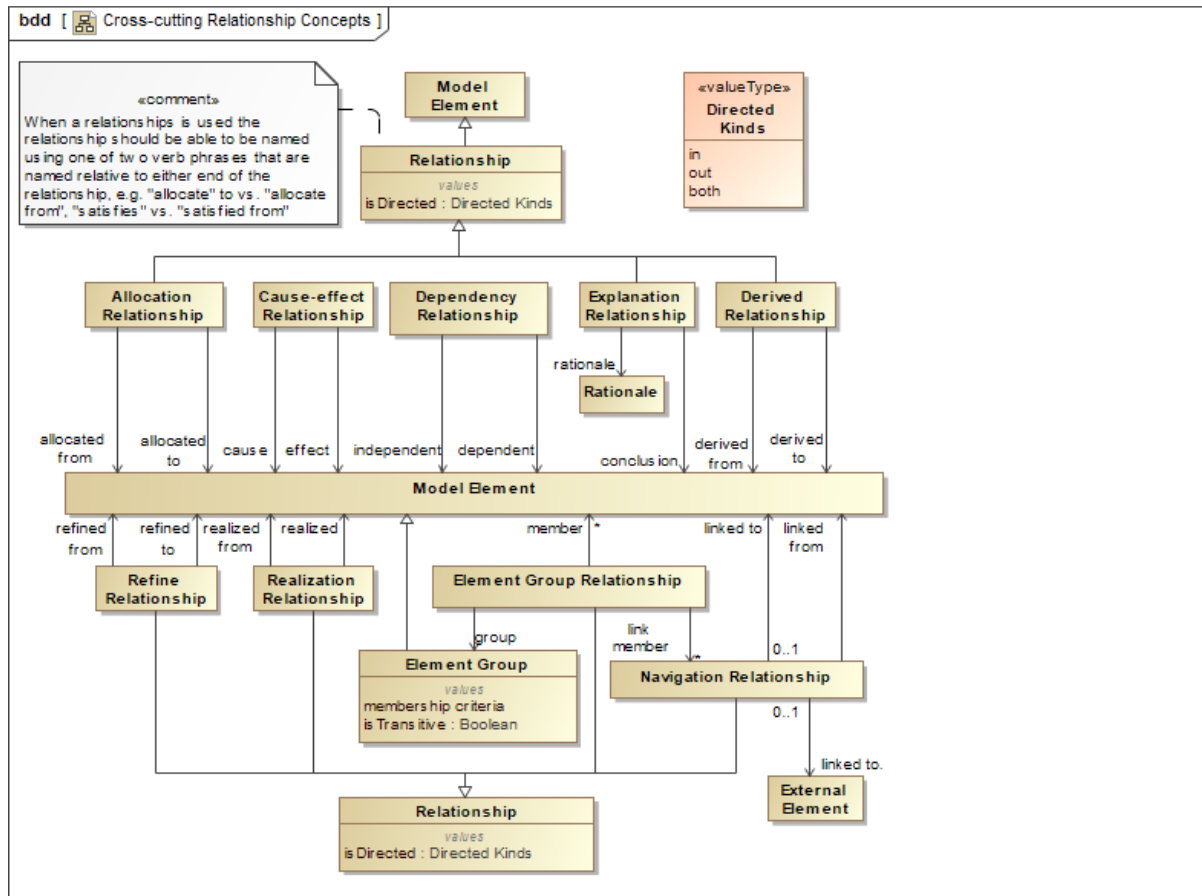 bdd [ Cross-cutting Relationship Concepts ]
«comment»
When a relationships is used the
relationship should be able to be named
using one of two verb phrases that are
named relative to either end of the
relationship, e.g. "allocate" to vs. "allocate
from", "satisfies" vs. "satisfied from"
Model
Element
«valueType»
Directed
Kinds
in
out
both
Relationship
values
is Directed : Directed Kinds
Allocation
Relationship
Cause-effect
Relationship
Dependency
Relationship
Explanation
Relationship
Derived
Relationship
rationale
Rationale
allocated
from
allocated
to
cause
effect
independent
dependent
conclusion
derived
from
derived
to
Model Element
refined
from
refined
to
realized
from
realized
member
*
linked to
linked
from
Refine
Relationship
Realization
Relationship
Element Group Relationship
group
link
member
*
0..1
Element Group
values
membership criteria
is Transitive : Boolean
Navigation Relationship
0..1
linked to.
External
Element
Relationship
values
is Directed : Directed Kinds